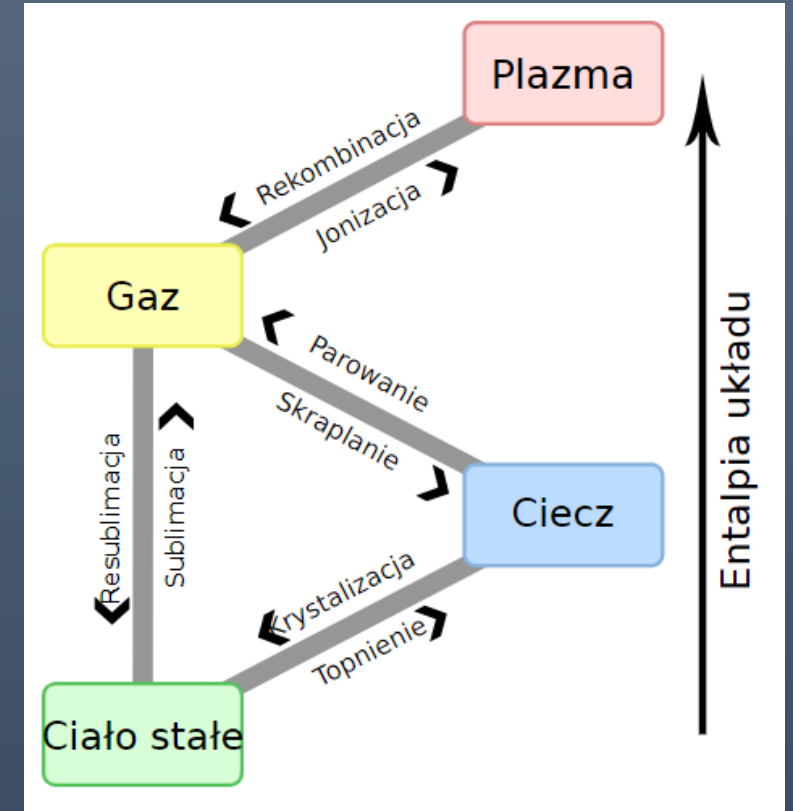 Plazma
Rekombinacja
Jonizacja
Gaz
Parowanie
Skraplanie
Resublimacja
Sublimacja
Entalpia układu
Ciecz
Krystalizacja
Topnienie
Ciało stałe